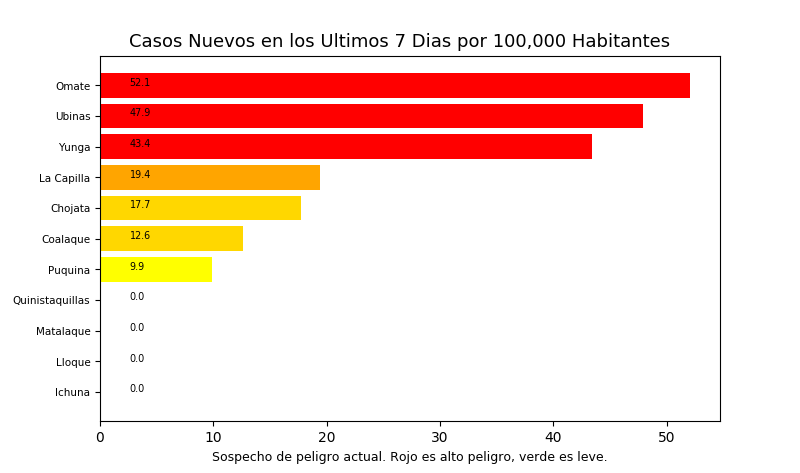 Casos Nuevos en los Ultimos 7 Dias por 100,000 Habitantes
Omate 52.1
Ubinas 47.9
Yunga 43.4
La Capilla 19.4
Chojata 17.7
Coalaque 12.6
Puquina 9.9
Quinistaquillas 0.0
Matalaque 0.0
Lloque 0.0
Ichuna 0.0
0 10 20 30 40 50
Sospecho de peligro actual. Rojo es alto peligro, verde es leve.